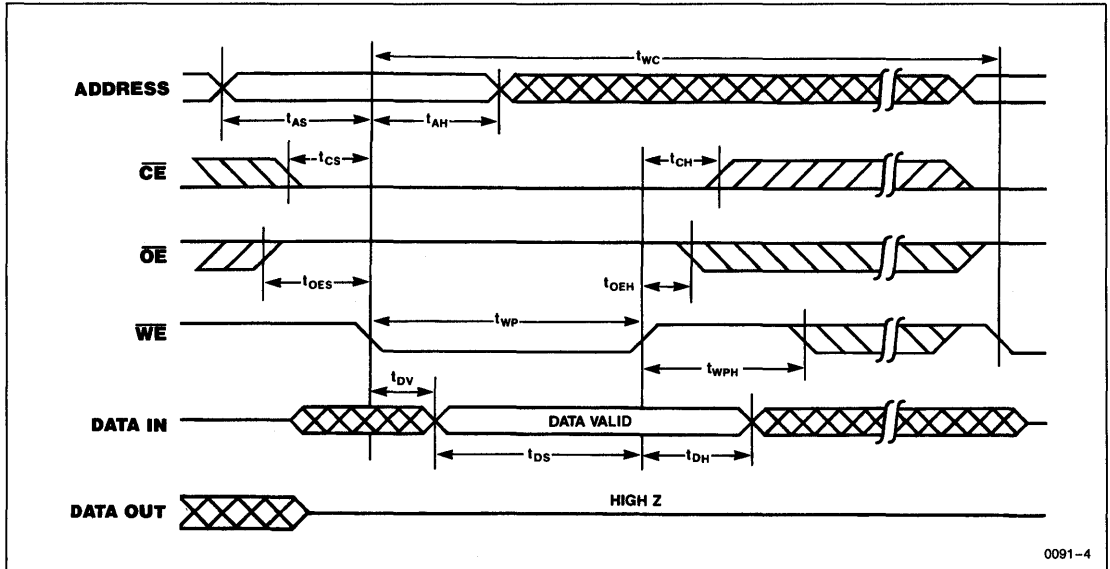 tWC
ADDRESS
tAS
tAH
tCS
tCH
CE
OE
tOES
tOEH
WE
tWP
tWPH
tDV
DATA IN
DATA VALID
tDS
tDH
DATA OUT
HIGH Z
0091-4